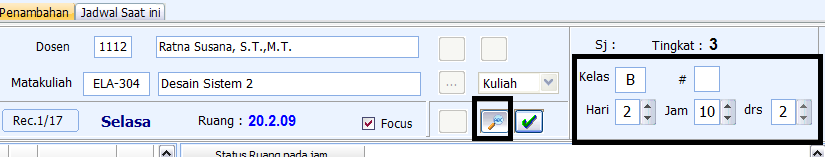 Penambahan Jadwal Saat ini
Dosen 1112 Ratna Susana, S.T.,M.T. Sj : Tingkat : 3
Matakuliah ELA-304 Desain Sistem 2 ... Kuliah Kelas B #
Rec.1/17 Selasa Ruang : 20.2.09 Focus Hari 2 Jam 10 drs 2
Status Ruang pada jam